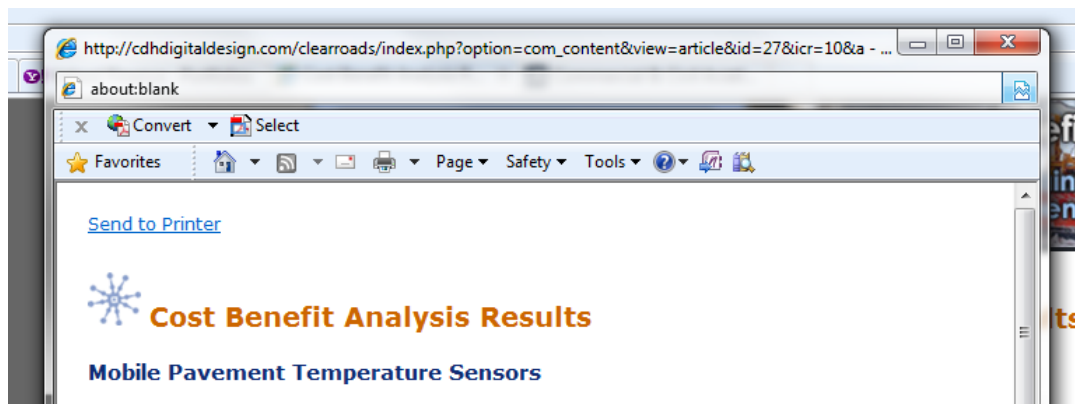 http://cdhdigitaldesign.com/clearroads/index.php?option=com_content&view=article&id=27&icr=10&a - ...
about:blank
x Convert Select
Favorites Page Safety Tools
Send to Printer
Cost Benefit Analysis Results
Mobile Pavement Temperature Sensors